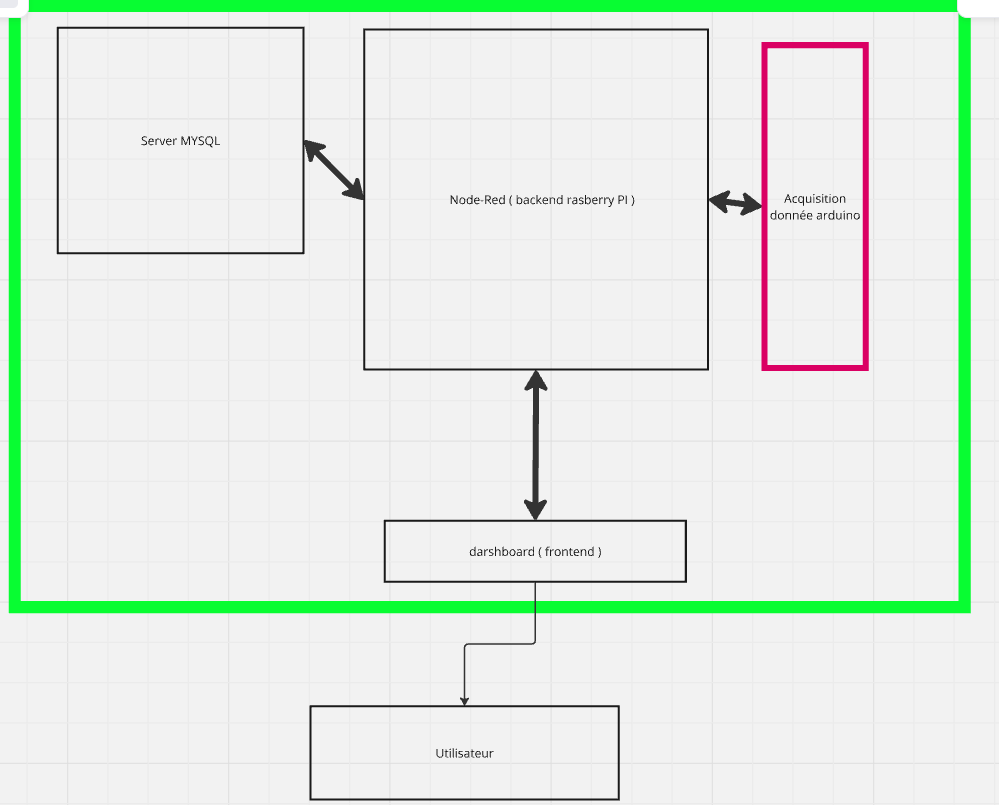 Server MYSQL
Node-Red ( backend rasberry PI )
Acquisition
donnée arduino
darshboard ( frontend )
Utilisateur